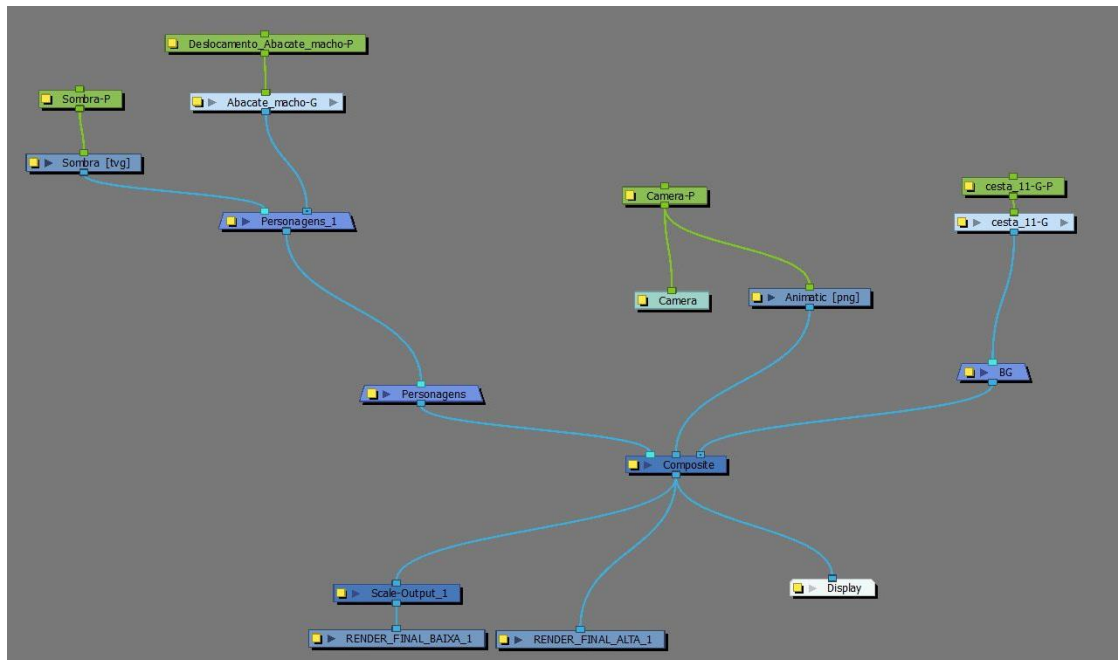 Deslocamento_Abacate_macho-P
Sombra-P
Abacate_macho-G
Sombra [tvg]
Camera-P
cesta_11-G-P
Personagens_1
cesta_11-G
Camera
Animatic [png]
BG
Personagens
Composite
Scale-Output_1
Display
RENDER_FINAL_BAIXA_1
RENDER_FINAL_ALTA_1